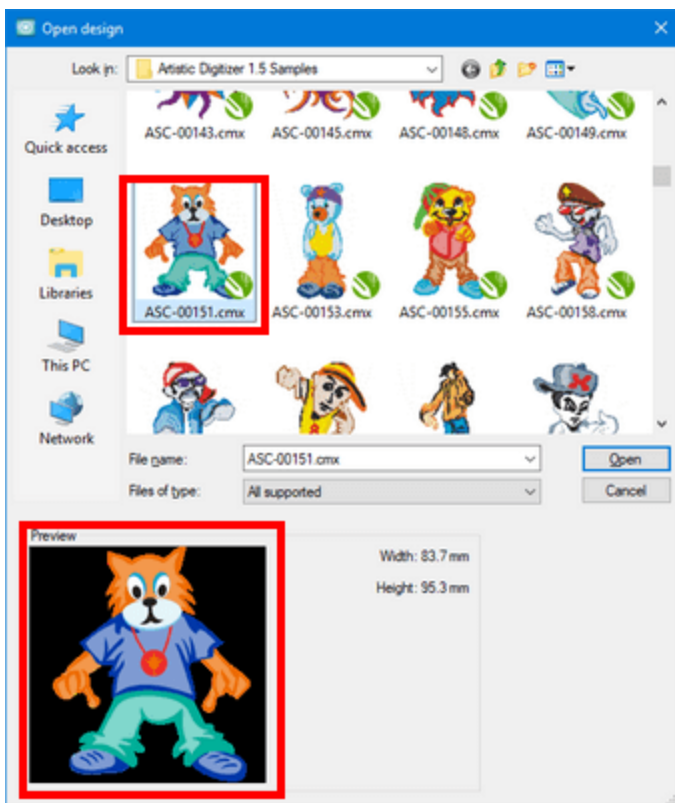 Open design
Look in:
Artistic Digitizer 1.5 Samples
Quick access
Desktop
Libraries
This PC
Network
ASC-00143.cmx
ASC-00145.cmx
ASC-00148.cmx
ASC-00149.cmx
ASC-00151.cmx
ASC-00153.cmx
ASC-00155.cmx
ASC-00158.cmx
File name:
ASC-00151.cmx
Open
Files of type:
All supported
Cancel
Preview
Width: 83.7 mm
Height: 95.3 mm